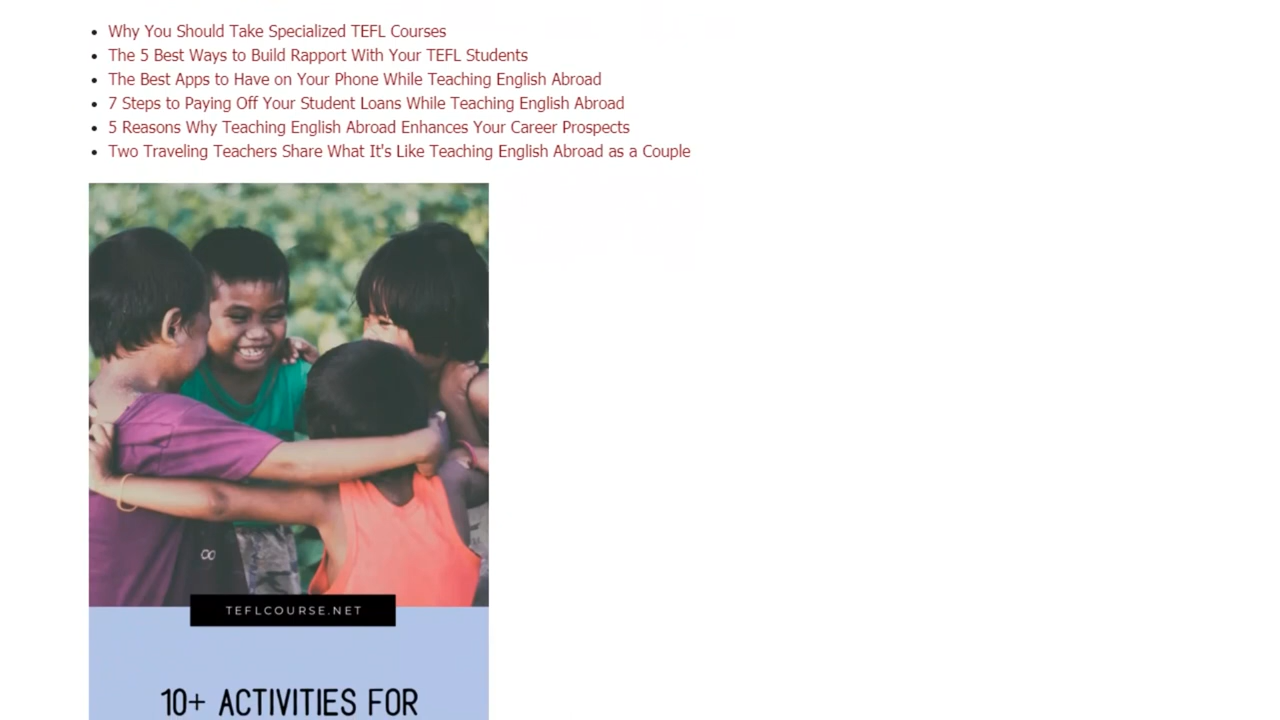 Why You Should Take Specialized TEFL Courses
The 5 Best Ways to Build Rapport With Your TEFL Students
The Best Apps to Have on Your Phone While Teaching English Abroad
7 Steps to Paying Off Your Student Loans While Teaching English Abroad
5 Reasons Why Teaching English Abroad Enhances Your Career Prospects
Two Traveling Teachers Share What It's Like Teaching English Abroad as a Couple
TEFLCOURSE.NET
10+ ACTIVITIES FOR